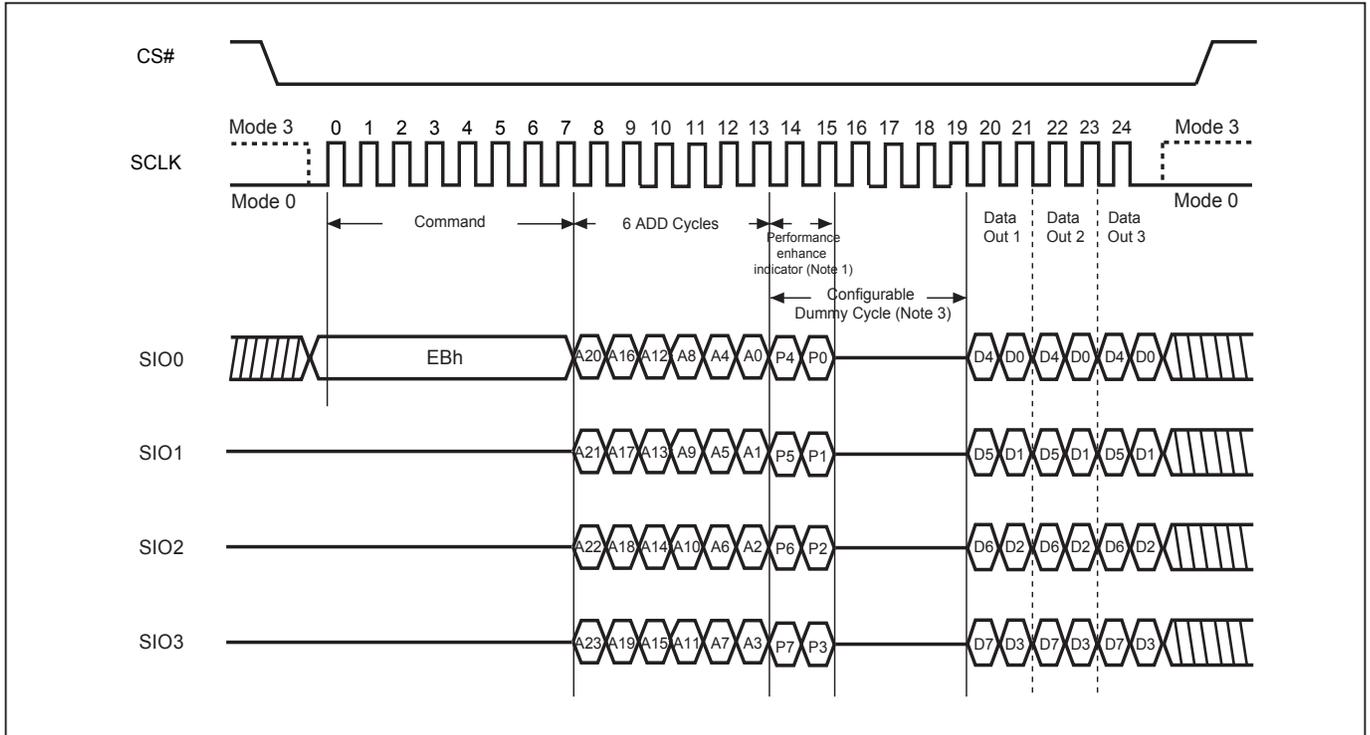 CS#
Mode 3 0 1 2 3 4 5 6 7 8 9 10 11 12 13 14 15 16 17 18 19 20 21 22 23 24 Mode 3
SCLK
Mode 0 Mode 0
Command 6 ADD Cycles Data Out 1 Data Out 2 Data Out 3
Performance
enhance
indicator (Note 1)
Configurable
Dummy Cycle (Note 3)
SIO0 EBh A20 A16 A12 A8 A4 A0 P4 P0 D4 D0 D4 D0 D4 D0
SIO1 A21 A17 A13 A9 A5 A1 P5 P1 D5 D1 D5 D1 D5 D1
SIO2 A22 A18 A14 A10 A6 A2 P6 P2 D6 D2 D6 D2 D6 D2
SIO3 A23 A19 A15 A11 A7 A3 P7 P3 D7 D3 D7 D3 D7 D3